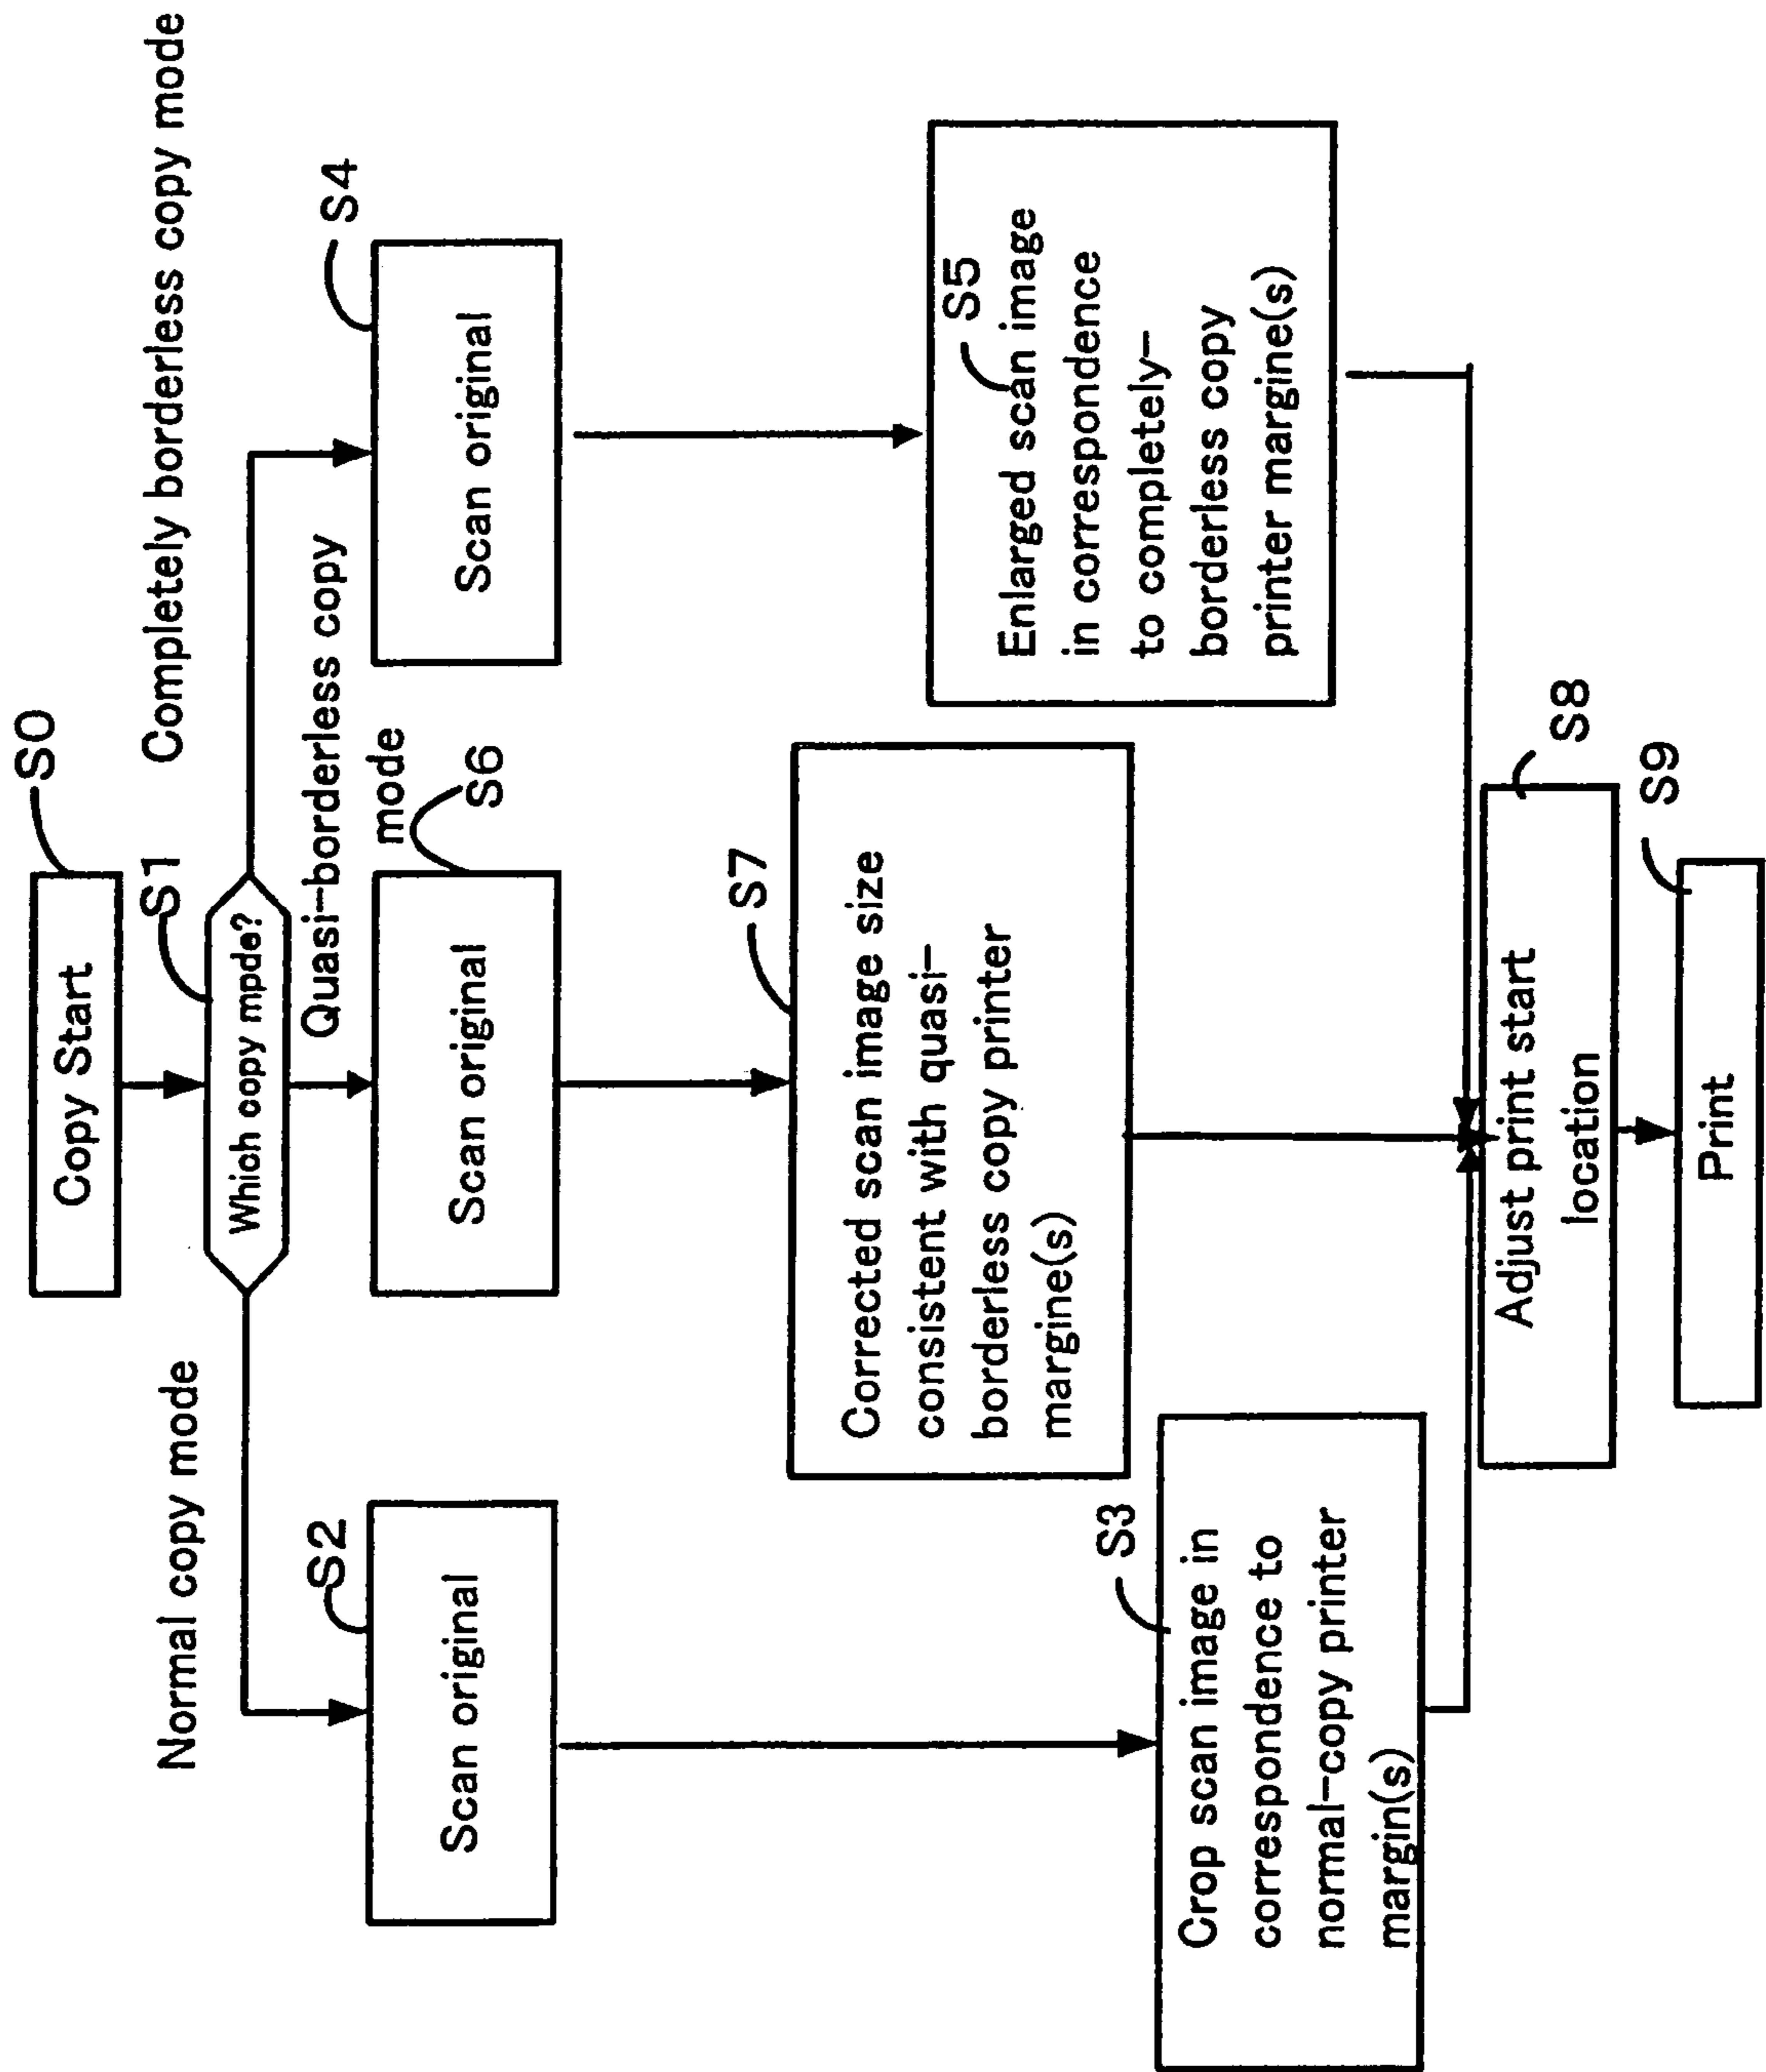 Copy Start
S0
S1
Which copy mpde?
Normal copy mode
Completely borderless copy mode
Quasi-borderless copy
mode
S2
Scan original
S6
Scan original
S4
Scan original
S7
Corrected scan image size
consistent with quasi-
borderless copy printer
margine(s)
S5
Enlarged scan image
in correspondence
to completely-
borderless copy
printer margine(s)
S3
Crop scan image in
correspondence to
normal-copy printer
margin(s)
S8
Adjust print start
location
S9
Print